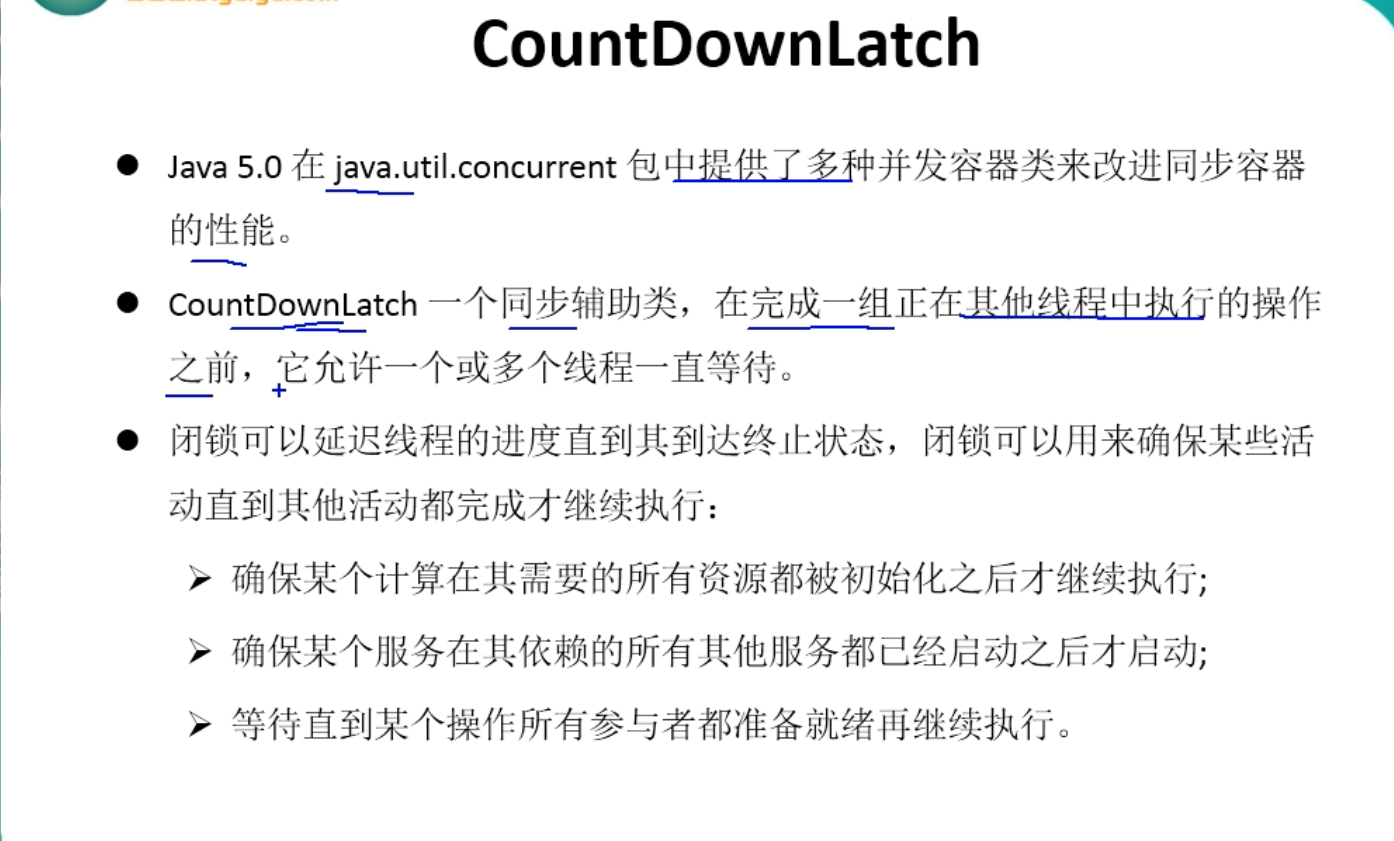 CountDownLatch
● Java 5.0 在 java.util.concurrent 包中提供了多种并发容器类来改进同步容器
的性能。
● CountDownLatch 一个同步辅助类，在完成一组正在其他线程中执行的操作
之前，它允许一个或多个线程一直等待。
● 闭锁可以延迟线程的进度直到其到达终止状态，闭锁可以用来确保某些活
动直到其他活动都完成才继续执行：
➢ 确保某个计算在其需要的所有资源都被初始化之后才继续执行;
➢ 确保某个服务在其依赖的所有其他服务都已经启动之后才启动;
➢ 等待直到某个操作所有参与者都准备就绪再继续执行。